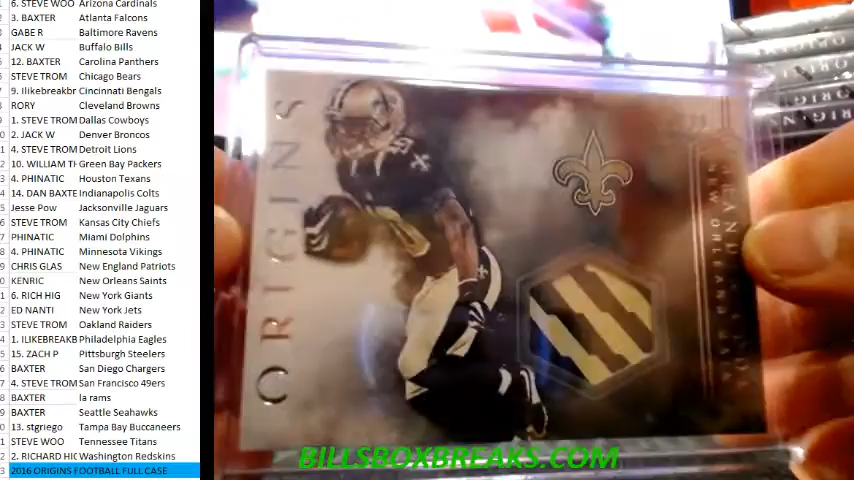 6. STEVE WOO Arizona Cardinals
3. BAXTER Atlanta Falcons
GABE R Baltimore Ravens
JACK W Buffalo Bills
12. BAXTER Carolina Panthers
STEVE TROM Chicago Bears
9. Ilikebreakbr Cincinnati Bengals
RORY Cleveland Browns
1. STEVE TROM Dallas Cowboys
2. JACK W Denver Broncos
4. STEVE TROM Detroit Lions
10. WILLIAM TH Green Bay Packers
4. PHINATIC Houston Texans
14. DAN BAXTE Indianapolis Colts
Jesse Pow Jacksonville Jaguars
STEVE TROM Kansas City Chiefs
PHINATIC Miami Dolphins
4. PHINATIC Minnesota Vikings
CHRIS GLAS New England Patriots
KENRIC New Orleans Saints
6. RICH HIG New York Giants
ED NANTI New York Jets
STEVE TROM Oakland Raiders
1. ILIKEBREAKB Philadelphia Eagles
15. ZACH P Pittsburgh Steelers
BAXTER San Diego Chargers
4. STEVE TROM San Francisco 49ers
BAXTER la rams
BAXTER Seattle Seahawks
13. stgriego Tampa Bay Buccaneers
STEVE WOO Tennessee Titans
2. RICHARD HIG Washington Redskins
2016 ORIGINS FOOTBALL FULL CASE
ORIGINS
NEW ORLEANS
BILLSBOXBREAKS.COM